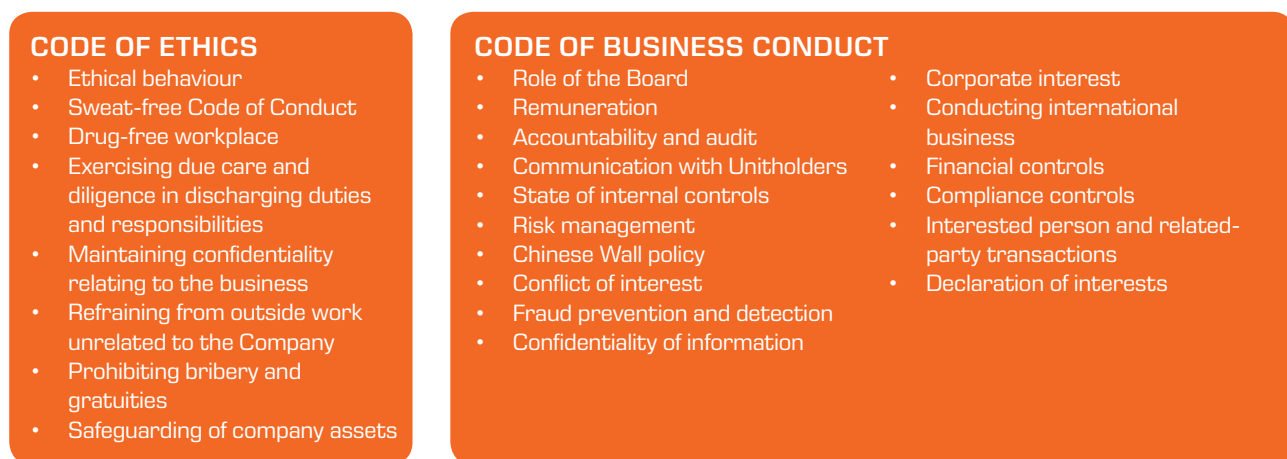 CODE OF ETHICS
• Ethical behaviour
• Sweat-free Code of Conduct
• Drug-free workplace
• Exercising due care and
diligence in discharging duties
and responsibilities
• Maintaining confidentiality
relating to the business
• Refraining from outside work
unrelated to the Company
• Prohibiting bribery and
gratuities
• Safeguarding of company assets
CODE OF BUSINESS CONDUCT
• Role of the Board
• Remuneration
• Accountability and audit
• Communication with Unitholders
• State of internal controls
• Risk management
• Chinese Wall policy
• Conflict of interest
• Fraud prevention and detection
• Confidentiality of information
• Corporate interest
• Conducting international
business
• Financial controls
• Compliance controls
• Interested person and related-
party transactions
• Declaration of interests